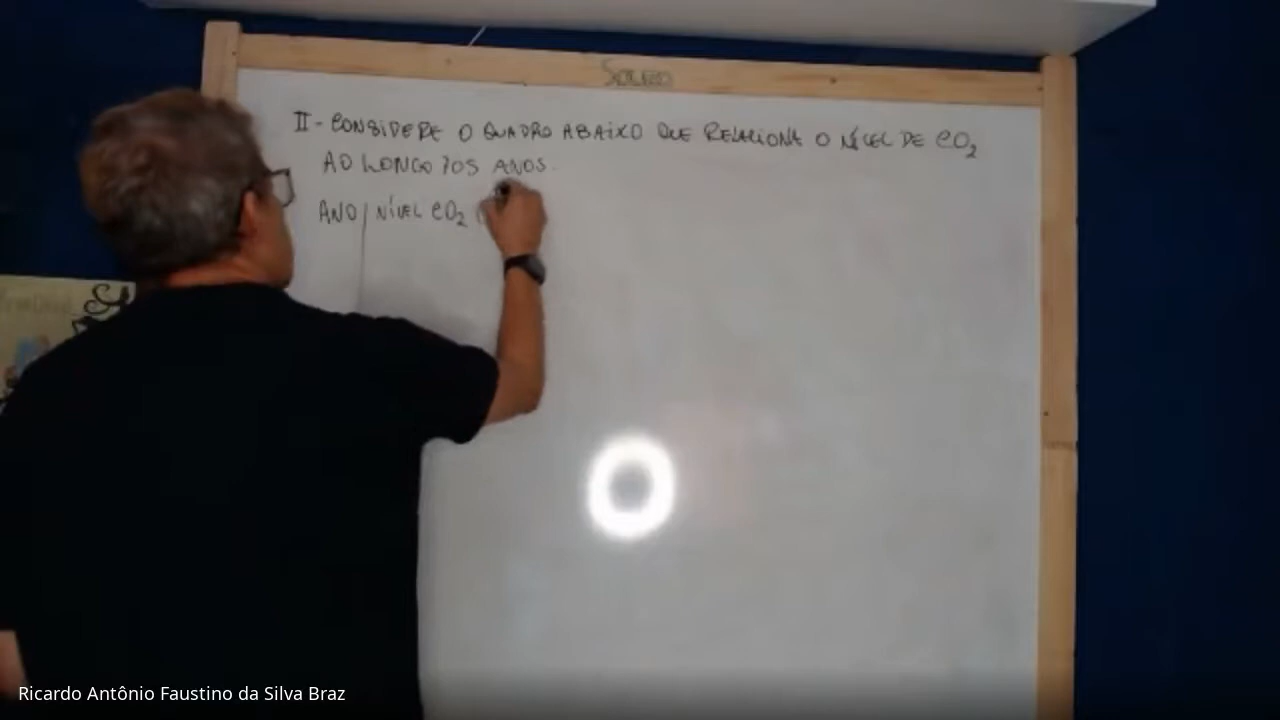 II - CONSIDERE O QUADRO ABAIXO QUE RELACIONA O NÍVEL DE CO2
AO LONGO DOS ANOS.
ANO | NÍVEL CO2 (
Ricardo Antônio Faustino da Silva Braz